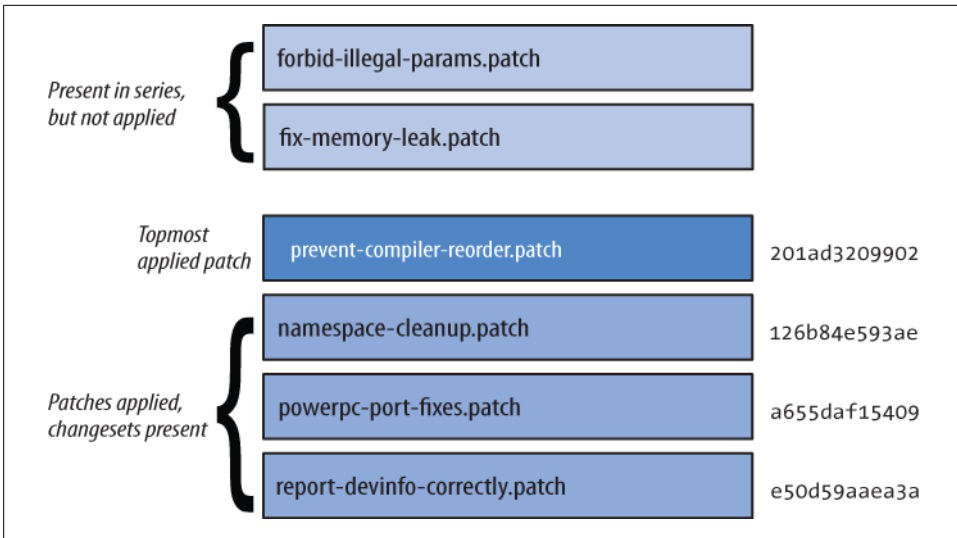 forbid-illegal-params.patch
Present in series,
but not applied
fix-memory-leak.patch
Topmost
applied patch
prevent-compiler-reorder.patch
201ad3209902
namespace-cleanup.patch
126b84e593ae
Patches applied,
changesets present
powerpc-port-fixes.patch
a655daf15409
report-devinfo-correctly.patch
e50d59aaea3a